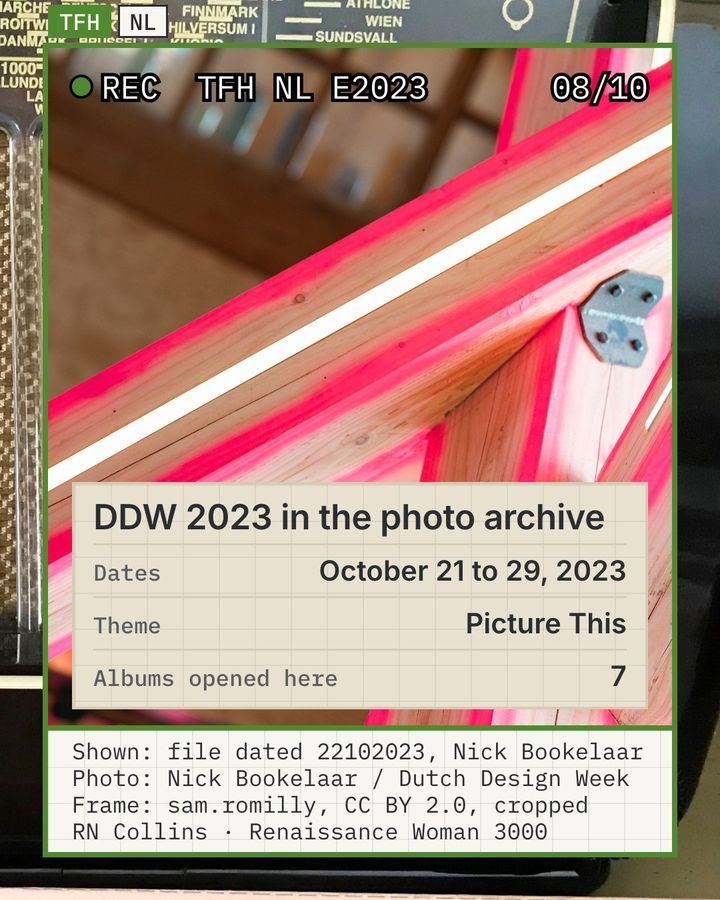 FINNMARK
HILVERSUM I
ATHLONE
WIEN
SUNDSVALL
TFH NL
REC TFH NL E2023 08/10
DDW 2023 in the photo archive
Dates October 21 to 29, 2023
Theme Picture This
Albums opened here 7
Shown: file dated 22102023, Nick Bookelaar
Photo: Nick Bookelaar / Dutch Design Week
Frame: sam.romilly, CC BY 2.0, cropped
RN Collins · Renaissance Woman 3000